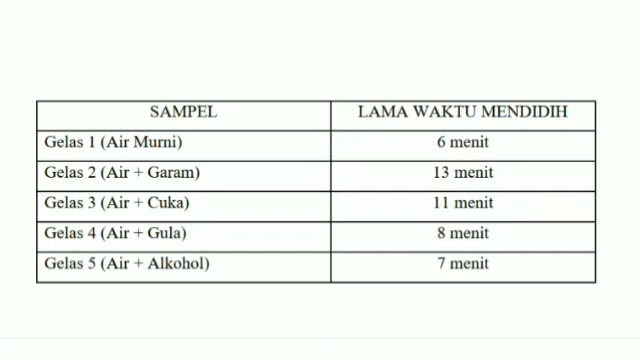 SAMPEL LAMA WAKTU MENDIDIH
Gelas 1 (Air Murni) 6 menit
Gelas 2 (Air + Garam) 13 menit
Gelas 3 (Air + Cuka) 11 menit
Gelas 4 (Air + Gula) 8 menit
Gelas 5 (Air + Alkohol) 7 menit